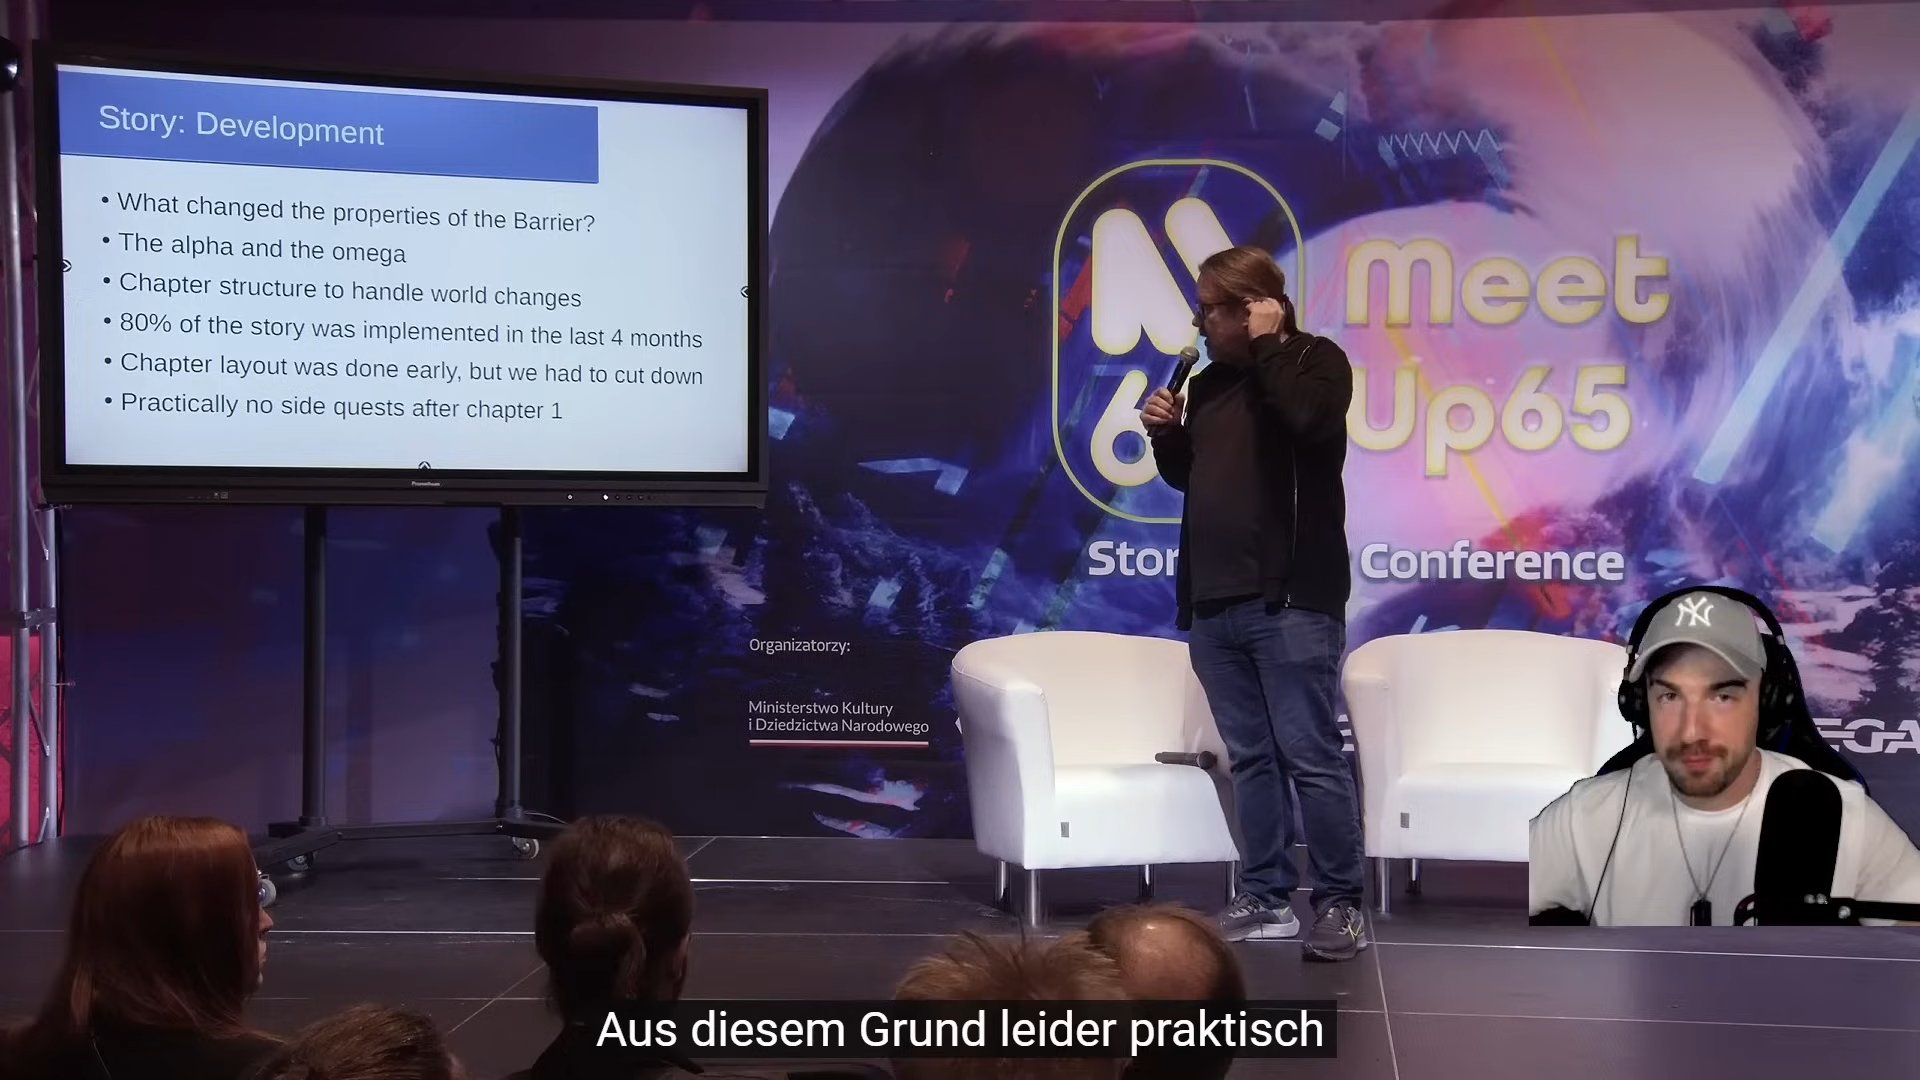 Story: Development
• What changed the properties of the Barrier?
• The alpha and the omega
• Chapter structure to handle world changes
• 80% of the story was implemented in the last 4 months
• Chapter layout was done early, but we had to cut down
• Practically no side quests after chapter 1
Promethean
Meet
Up65
6
Conference
Organizatorzy:
Ministerstwo Kultury
i Dziedzictwa Narodowego
NY
Aus diesem Grund leider praktisch